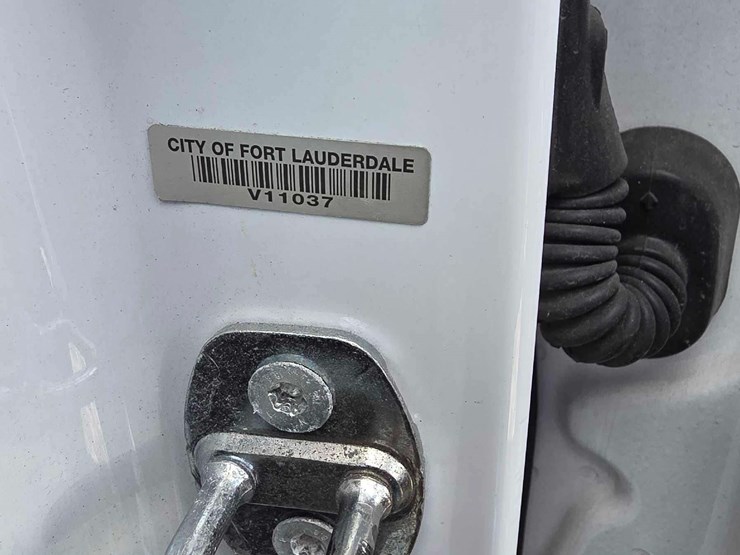 CITY OF FORT LAUDERDALE
V11037